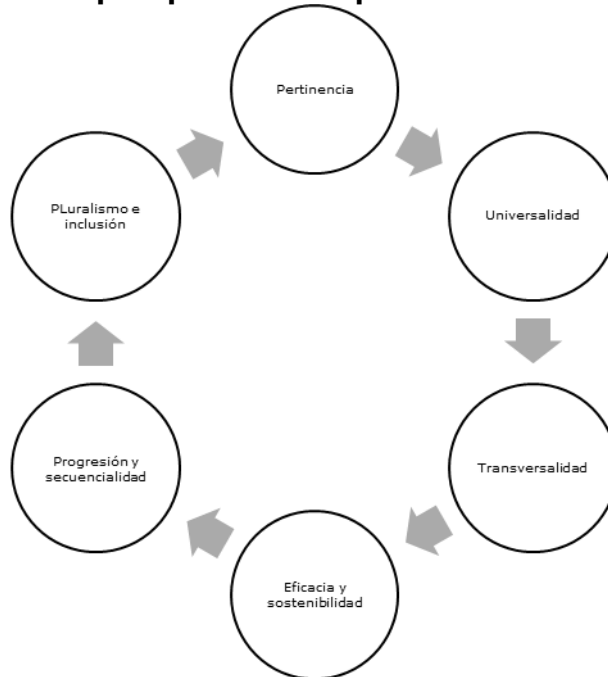 Pertinencia
PLuralismo e
inclusión
Universalidad
Progresión y
secuencialidad
Transversalidad
Eficacia y
sostenibilidad